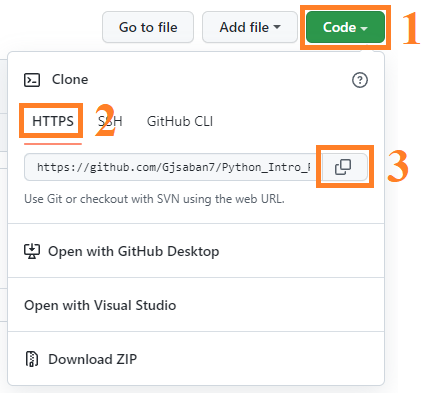 Go to file Add file Code 1
Clone
HTTPS 2 SSH GitHub CLI
https://github.com/Gjsaban7/Python_Intro_ 3
Use Git or checkout with SVN using the web URL.
Open with GitHub Desktop
Open with Visual Studio
Download ZIP